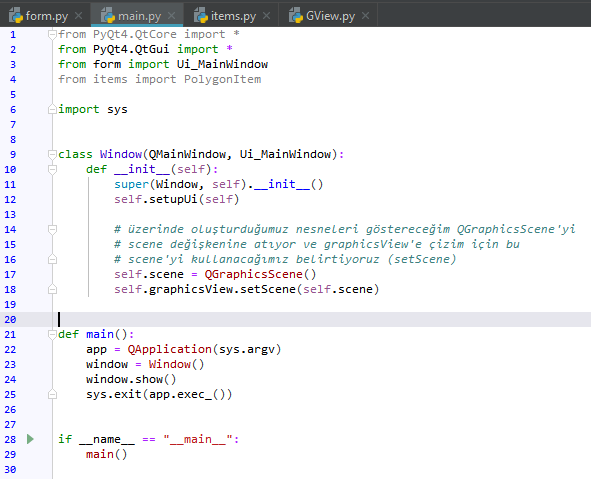 form.py main.py items.py GView.py
1 from PyQt4.QtCore import *
2 from PyQt4.QtGui import *
3 from form import Ui_MainWindow
4 from items import PolygonItem
5
6 import sys
7
8
9 class Window(QMainWindow, Ui_MainWindow):
10 def __init__(self):
11 super(Window, self).__init__()
12 self.setupUi(self)
13
14 # üzerinde oluşturduğumuz nesneleri göstereceğim QGraphicsScene'yi
15 # scene değişkenine atıyor ve graphicsView'e çizim için bu
16 # scene'yi kullanacağımız belirtiyoruz (setScene)
17 self.scene = QGraphicsScene()
18 self.graphicsView.setScene(self.scene)
19
20
21 def main():
22 app = QApplication(sys.argv)
23 window = Window()
24 window.show()
25 sys.exit(app.exec_())
26
27
28 if __name__ == "__main__":
29 main()
30